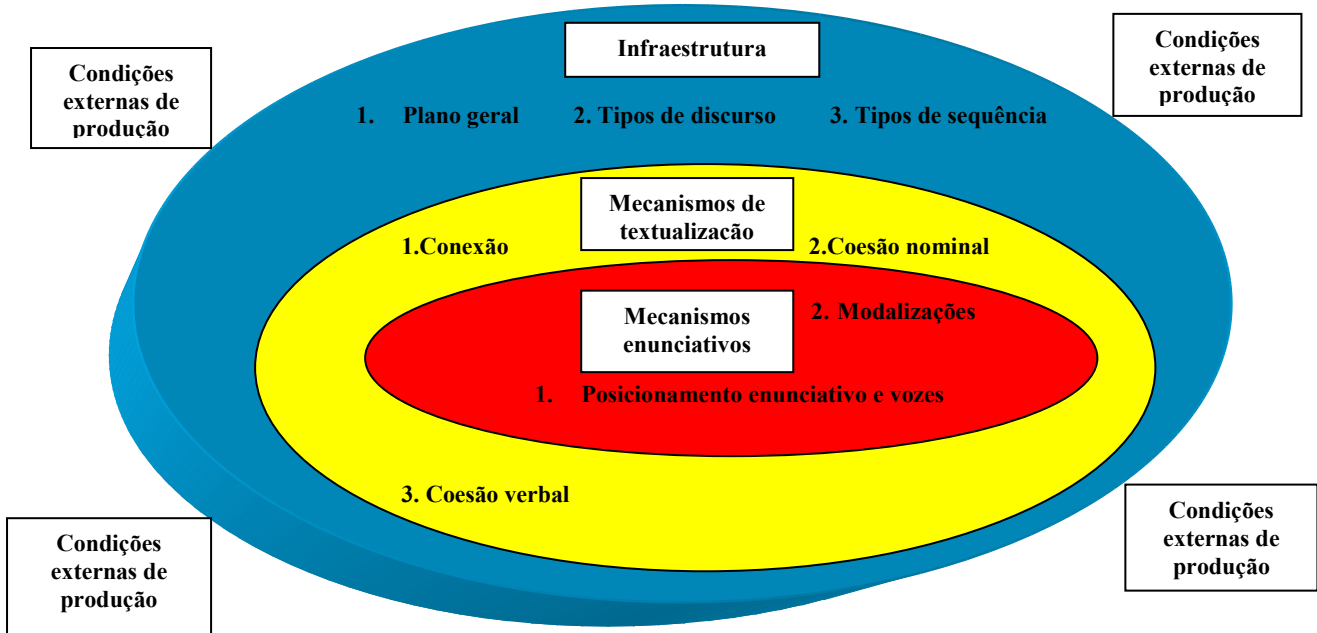 Infraestrutura
Condições
externas de
produção
Condições
externas de
produção
1. Plano geral 2. Tipos de discurso 3. Tipos de sequência
Mecanismos de
textualizacão
1.Conexão 2.Coesão nominal
Mecanismos
enunciativos
2. Modalizações
1. Posicionamento enunciativo e vozes
3. Coesão verbal
Condições
externas de
produção
Condições
externas de
produção